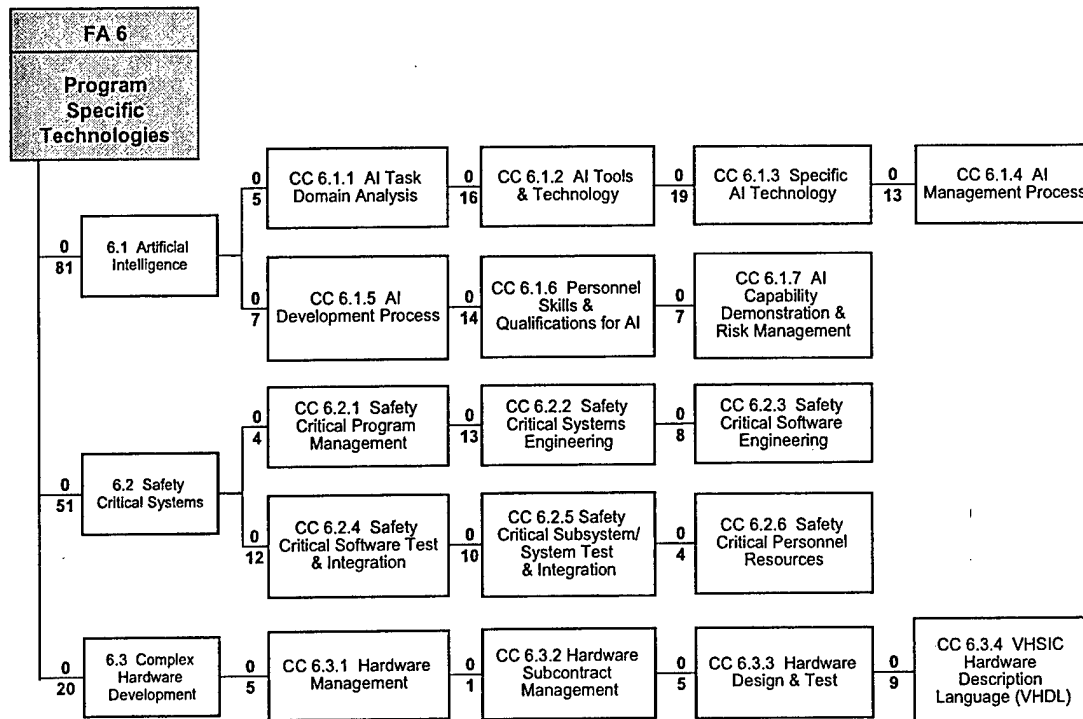 FA 6
Program
Specific
Technologies
0
81
6.1 Artificial
Intelligence
0
5
CC 6.1.1 AI Task
Domain Analysis
0
16
CC 6.1.2 AI Tools
& Technology
0
19
CC 6.1.3 Specific
AI Technology
0
13
CC 6.1.4 AI
Management Process
0
7
CC 6.1.5 AI
Development Process
0
14
CC 6.1.6 Personnel
Skills &
Qualifications for AI
0
7
CC 6.1.7 AI
Capability
Demonstration &
Risk Management
0
51
6.2 Safety
Critical Systems
0
4
CC 6.2.1 Safety
Critical Program
Management
0
13
CC 6.2.2 Safety
Critical Systems
Engineering
0
8
CC 6.2.3 Safety
Critical Software
Engineering
0
12
CC 6.2.4 Safety
Critical Software Test
& Integration
0
10
CC 6.2.5 Safety
Critical Subsystem/
System Test
& Integration
0
4
CC 6.2.6 Safety
Critical Personnel
Resources
0
20
6.3 Complex
Hardware
Development
0
5
CC 6.3.1 Hardware
Management
0
1
CC 6.3.2 Hardware
Subcontract
Management
0
5
CC 6.3.3 Hardware
Design & Test
0
9
CC 6.3.4 VHSIC
Hardware
Description
Language (VHDL)